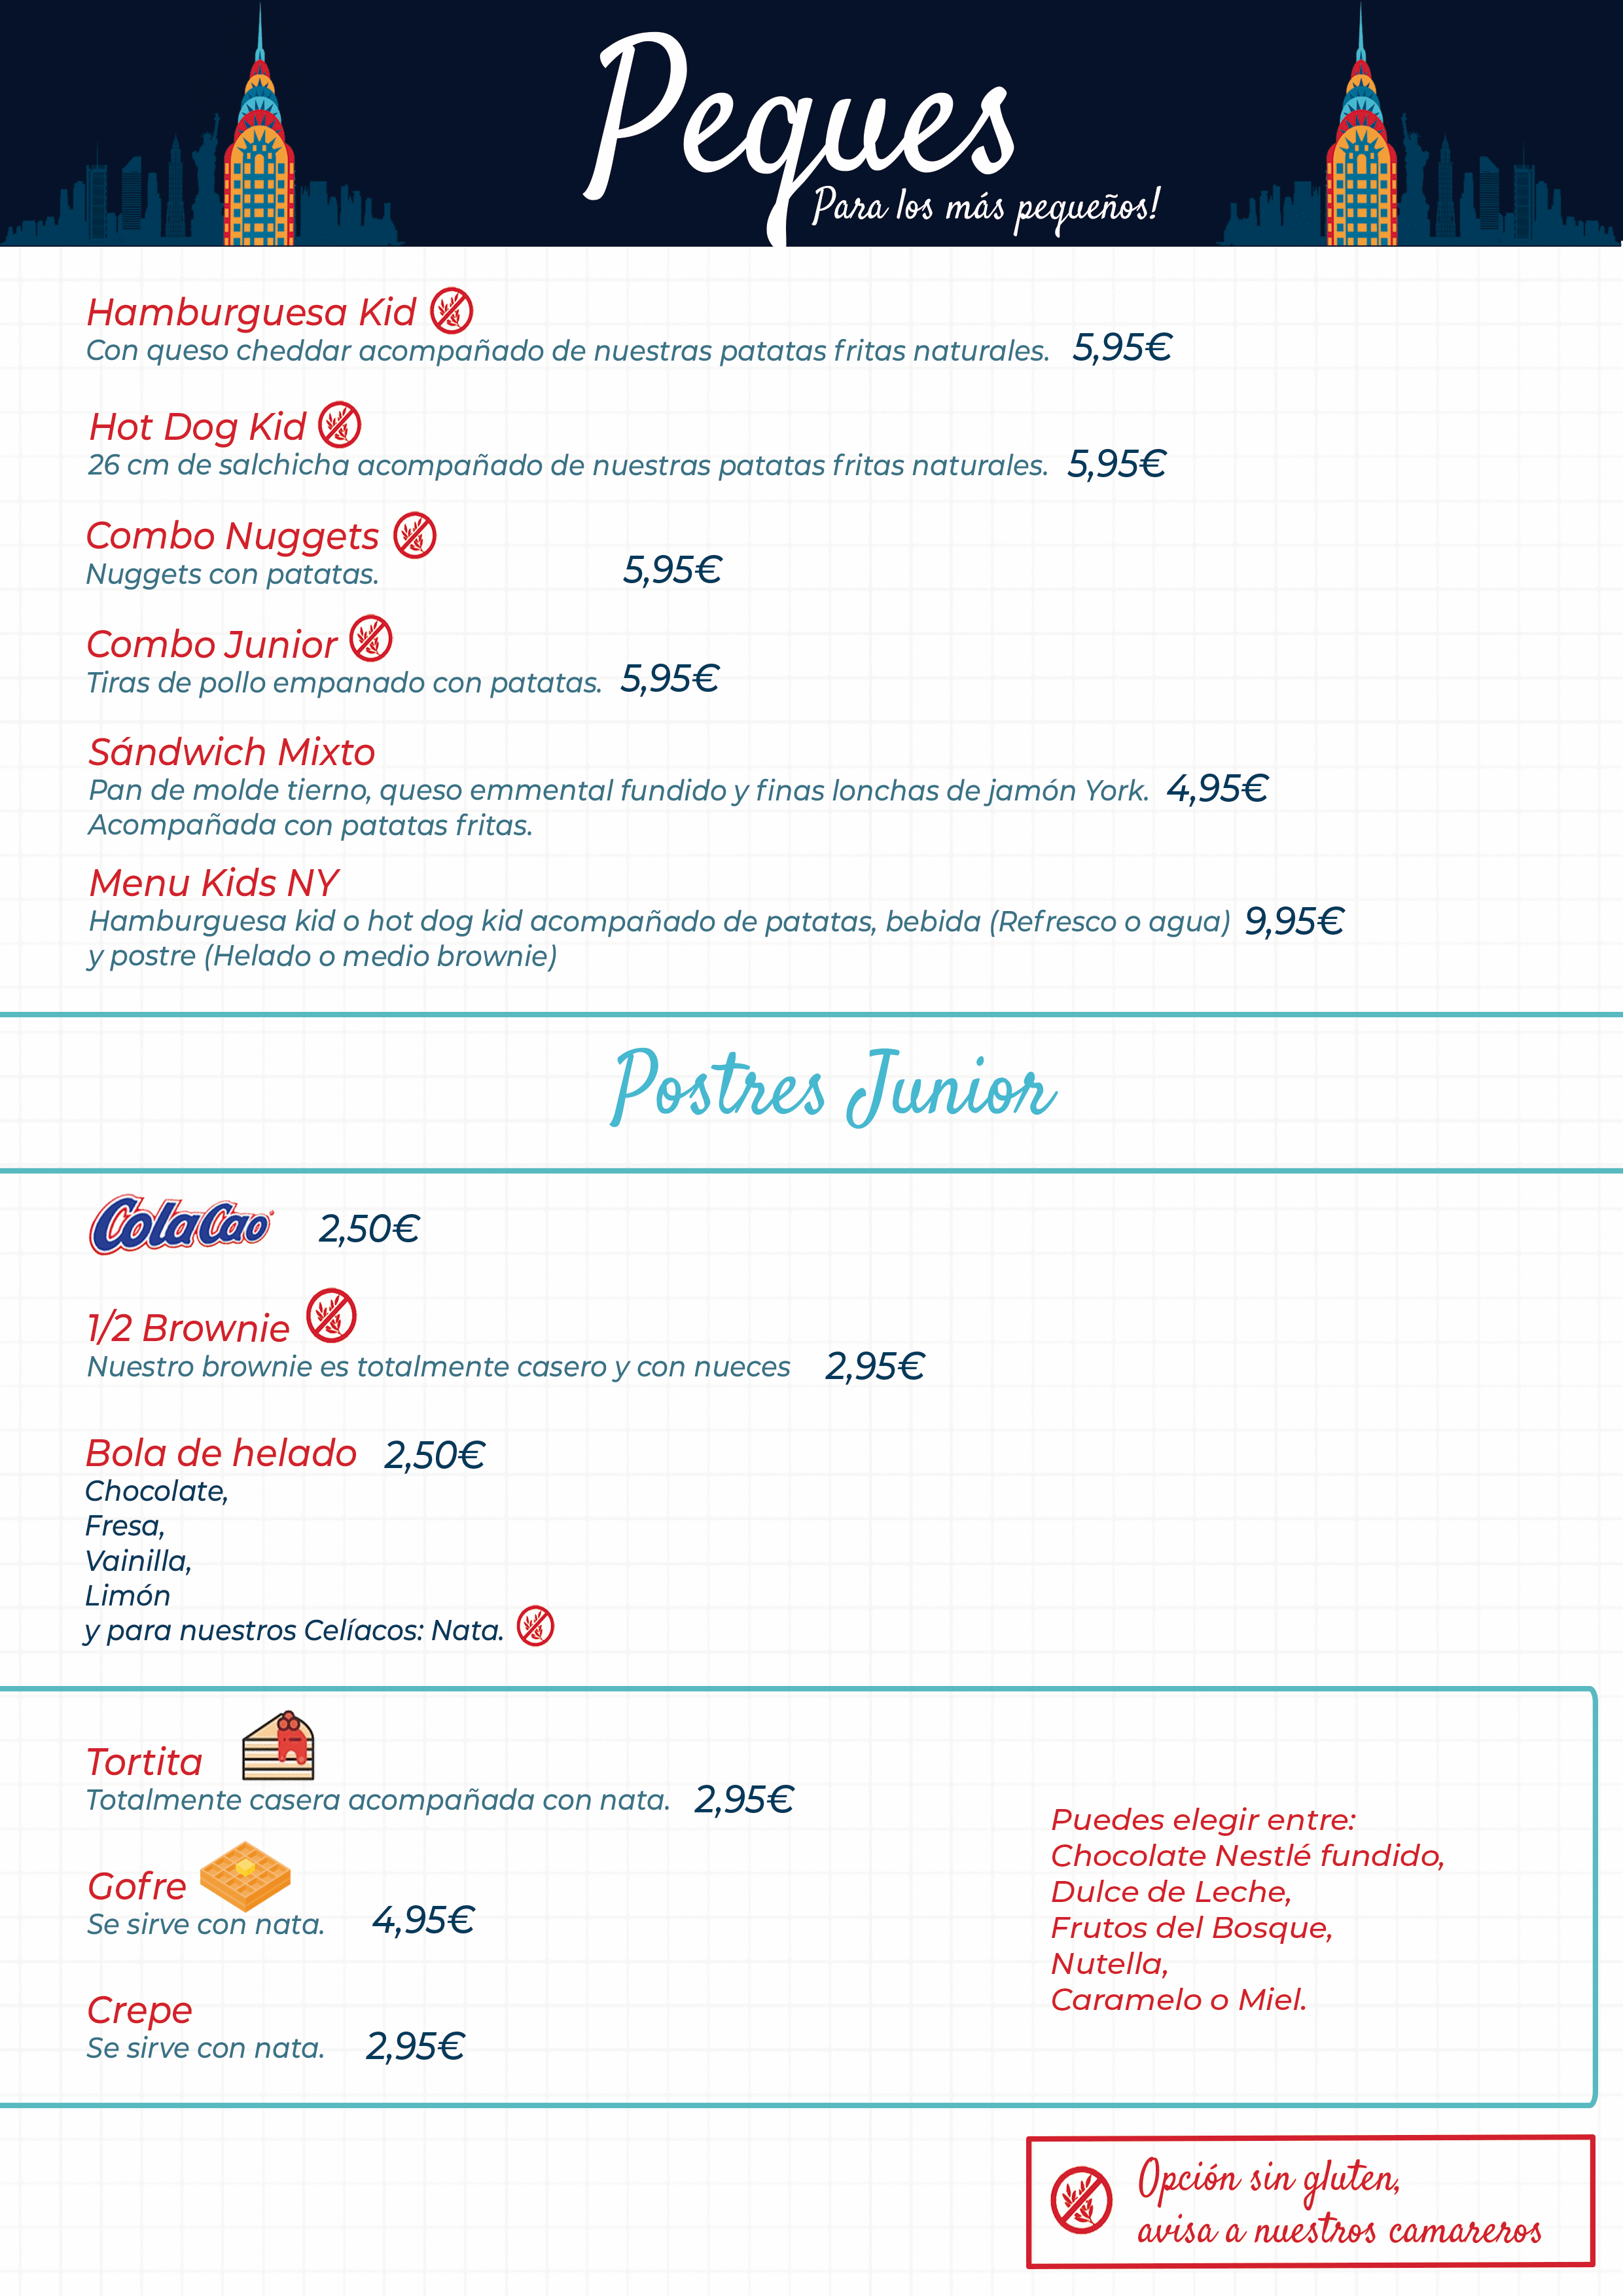 Peques
Para los más pequeños!
Hamburguesa Kid
Con queso cheddar acompañado de nuestras patatas fritas naturales. 5,95€
Hot Dog Kid
26 cm de salchicha acompañado de nuestras patatas fritas naturales. 5,95€
Combo Nuggets
Nuggets con patatas. 5,95€
Combo Junior
Tiras de pollo empanado con patatas. 5,95€
Sándwich Mixto
Pan de molde tierno, queso emmental fundido y finas lonchas de jamón York. 4,95€
Acompañada con patatas fritas.
Menu Kids NY
Hamburguesa kid o hot dog kid acompañado de patatas, bebida (Refresco o agua) 9,95€
y postre (Helado o medio brownie)
Postres Junior
ColaCao 2,50€
1/2 Brownie
Nuestro brownie es totalmente casero y con nueces 2,95€
Bola de helado 2,50€
Chocolate,
Fresa,
Vainilla,
Limón
y para nuestros Celíacos: Nata.
Tortita
Totalmente casera acompañada con nata. 2,95€
Gofre
Se sirve con nata. 4,95€
Crepe
Se sirve con nata. 2,95€
Puedes elegir entre:
Chocolate Nestlé fundido,
Dulce de Leche,
Frutos del Bosque,
Nutella,
Caramelo o Miel.
Opción sin gluten,
avisa a nuestros camareros